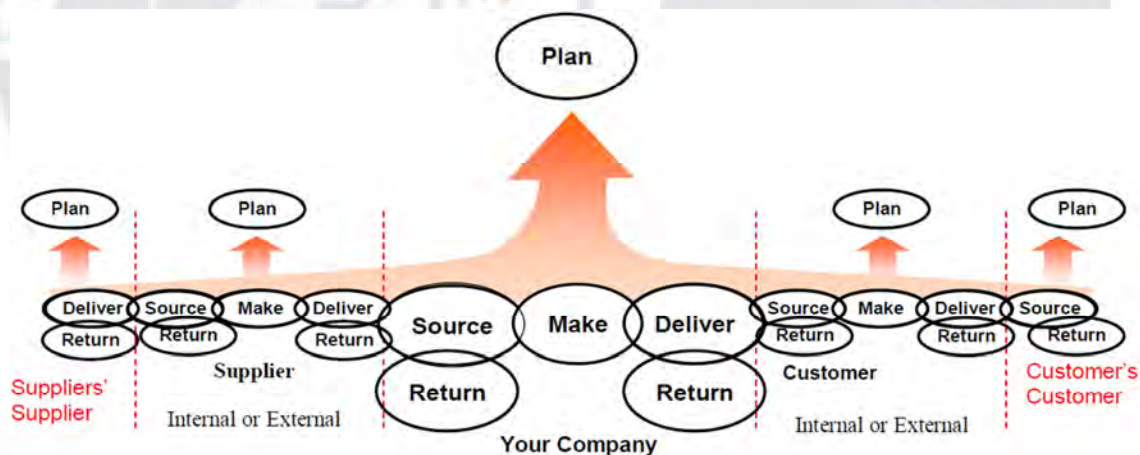 Plan
Plan
Plan
Plan
Plan
Deliver
Source
Make
Deliver
Source
Make
Deliver
Source
Make
Deliver
Source
Return
Return
Return
Return
Return
Return
Return
Return
Suppliers'
Supplier
Supplier
Internal or External
Your Company
Customer
Internal or External
Customer's
Customer